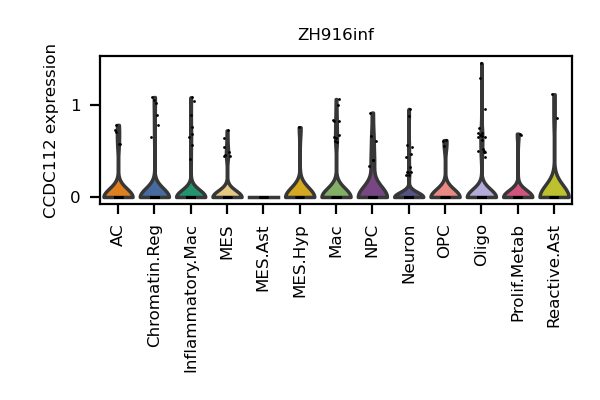 ZH916inf
CCDC112 expression
1
0
AC
Chromatin.Reg
Inflammatory.Mac
MES
MES.Ast
MES.Hyp
Mac
NPC
Neuron
OPC
Oligo
Prolif.Metab
Reactive.Ast